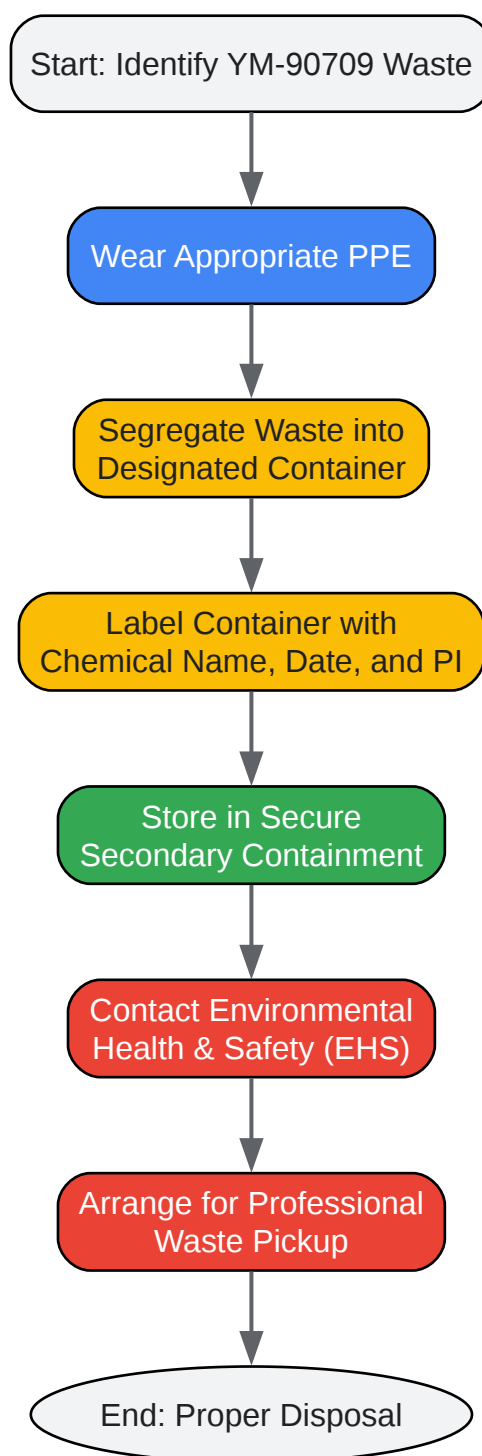 Start: Identify YM-90709 Waste
Wear Appropriate PPE
Segregate Waste into
Designated Container
Label Container with
Chemical Name, Date, and PI
Store in Secure
Secondary Containment
Contact Environmental
Health & Safety (EHS)
Arrange for Professional
Waste Pickup
End: Proper Disposal